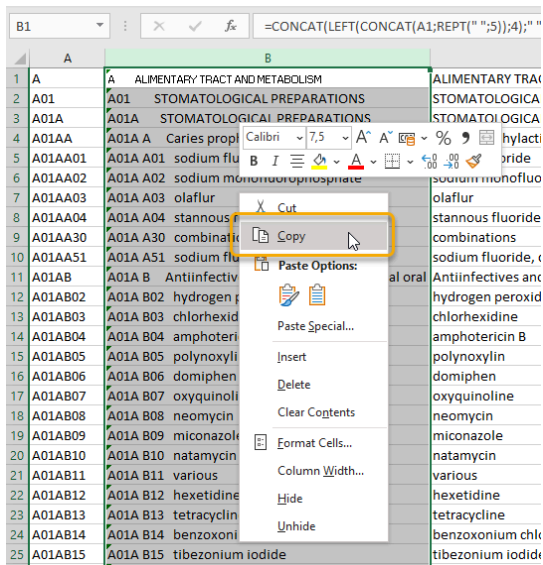 B1 fx =CONCAT(LEFT(CONCAT(A1;REPT(" ";5));4);" "
A B
1 A A ALIMENTARY TRACT AND METABOLISM ALIMENTARY TRAC
2 A01 A01 STOMATOLOGICAL PREPARATIONS STOMATOLOGICA
3 A01A A01A STOMATOLOGICAL PREPARATIONS STOMATOLOGICA
4 A01AA A01A A Caries propl hylacti
Calibri 7,5 A A % 9
5 A01AA01 A01A A01 sodium flu oride
B I A 00
6 A01AA02 A01A A02 sodium monofluorophosphate sodium monofluo
7 A01AA03 A01A A03 olaflur olaflur
8 A01AA04 A01A A04 stannous stannous fluoride
Cut
9 A01AA30 A01A A30 combinati combinations
Copy
10 A01AA51 A01A A51 sodium flu sodium fluoride, c
Paste Options:
11 A01AB A01A B Antiinfectiv al oral Antiinfectives and
12 A01AB02 A01A B02 hydrogen p hydrogen peroxid
13 A01AB03 A01A B03 chlorhexid chlorhexidine
Paste Special...
14 A01AB04 A01A B04 amphoteri amphotericin B
15 A01AB05 A01A B05 polynoxyli polynoxylin
Insert
16 A01AB06 A01A B06 domiphen domiphen
Delete
17 A01AB07 A01A B07 oxyquinoli oxyquinoline
Clear Contents
18 A01AB08 A01A B08 neomycin neomycin
19 A01AB09 A01A B09 miconazole miconazole
Format Cells...
20 A01AB10 A01A B10 natamycin natamycin
Column Width...
21 A01AB11 A01A B11 various various
22 A01AB12 A01A B12 hexetidine hexetidine
Hide
23 A01AB13 A01A B13 tetracyclin tetracycline
Unhide
24 A01AB14 A01A B14 benzoxoni benzoxonium chlo
25 A01AB15 A01A B15 tibezonium iodide tibezonium iodide